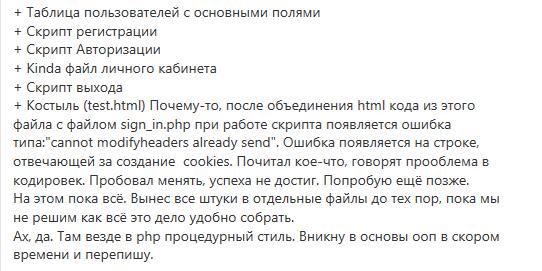 + Таблица пользователей с основными полями
+ Скрипт регистрации
+ Скрипт Авторизации
+ Kinda файл личного кабинета
+ Скрипт выхода
+ Костыль (test.html) Почему-то, после объединения html кода из этого
файла с файлом sign_in.php при работе скрипта появляется ошибка
типа:"cannot modifyheaders already send". Ошибка появляется на строке,
отвечающей за создание  cookies. Почитал кое-что, говорят прооблема в
кодировек. Пробовал менять, успеха не достиг. Попробую ещё позже.
На этом пока всё. Вынес все штуки в отдельные файлы до тех пор, пока мы
не решим как всё это дело удобно собрать.
Ах, да. Там везде в php процедурный стиль. Вникну в основы ооп в скором
времени и перепишу.